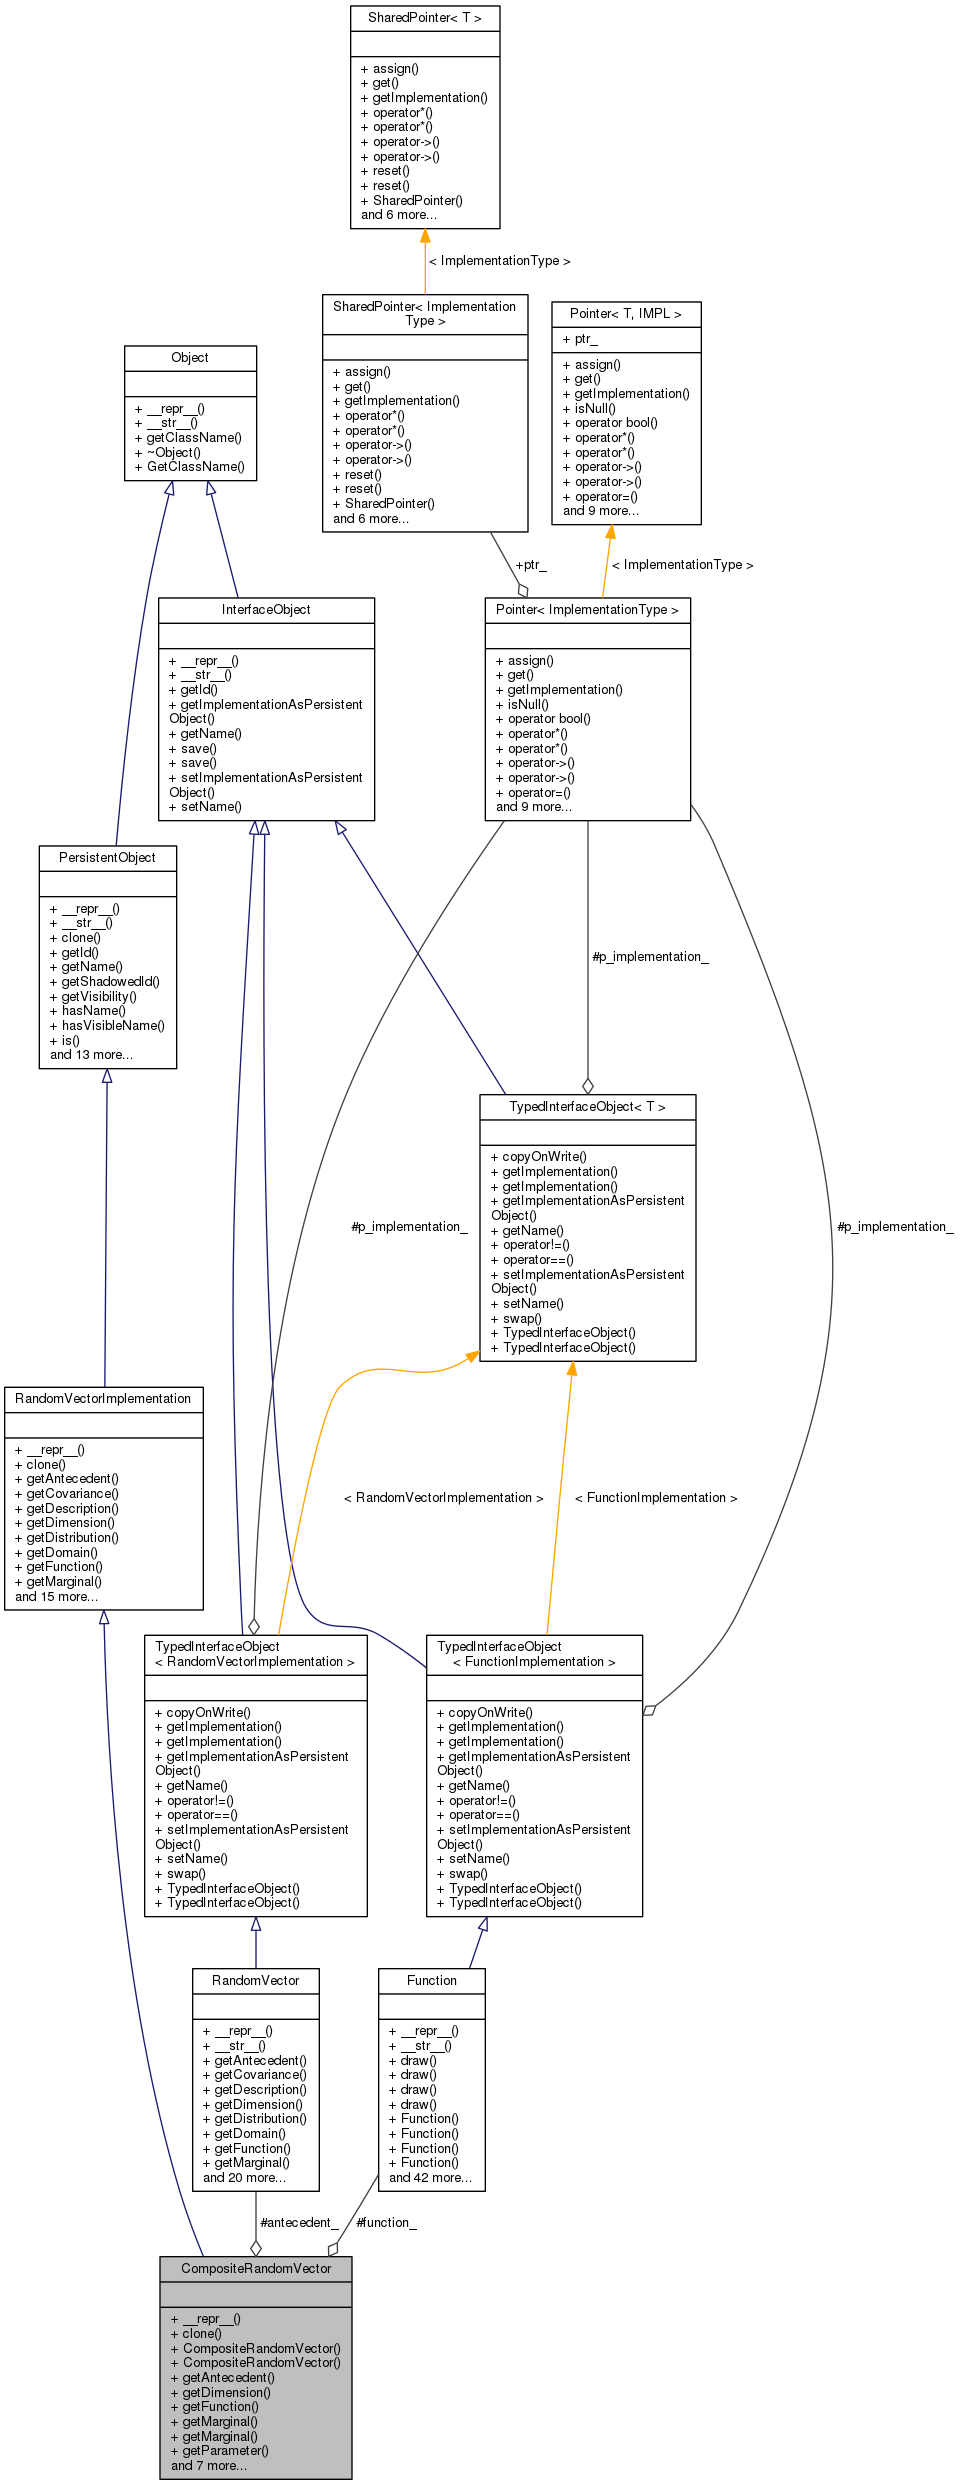 SharedPointer< T >
+ assign()
+ get()
+ getImplementation()
+ operator*()
+ operator*()
+ operator->()
+ operator->()
+ reset()
+ reset()
+ SharedPointer()
and 6 more...
< ImplementationType >
SharedPointer< Implementation
Type >
+ assign()
+ get()
+ getImplementation()
+ operator*()
+ operator*()
+ operator->()
+ operator->()
+ reset()
+ reset()
+ SharedPointer()
and 6 more...
Pointer< T, IMPL >
+ ptr_
+ assign()
+ get()
+ getImplementation()
+ isNull()
+ operator bool()
+ operator*()
+ operator*()
+ operator->()
+ operator->()
+ operator=()
and 9 more...
Object
+ __repr__()
+ __str__()
+ getClassName()
+ ~Object()
+ GetClassName()
+ptr_
< ImplementationType >
InterfaceObject
+ __repr__()
+ __str__()
+ getId()
+ getImplementationAsPersistent
Object()
+ getName()
+ save()
+ save()
+ setImplementationAsPersistent
Object()
+ setName()
Pointer< ImplementationType >
+ assign()
+ get()
+ getImplementation()
+ isNull()
+ operator bool()
+ operator*()
+ operator*()
+ operator->()
+ operator->()
+ operator=()
and 9 more...
PersistentObject
+ __repr__()
+ __str__()
+ clone()
+ getId()
+ getName()
+ getShadowedId()
+ getVisibility()
+ hasName()
+ hasVisibleName()
+ is()
and 13 more...
#p_implementation_
TypedInterfaceObject< T >
+ copyOnWrite()
+ getImplementation()
+ getImplementation()
+ getImplementationAsPersistent
Object()
+ getName()
+ operator!=()
+ operator==()
+ setImplementationAsPersistent
Object()
+ setName()
+ swap()
+ TypedInterfaceObject()
+ TypedInterfaceObject()
#p_implementation_
#p_implementation_
RandomVectorImplementation
+ __repr__()
+ clone()
+ getAntecedent()
+ getCovariance()
+ getDescription()
+ getDimension()
+ getDistribution()
+ getDomain()
+ getFunction()
+ getMarginal()
and 15 more...
< RandomVectorImplementation >
< FunctionImplementation >
TypedInterfaceObject
< RandomVectorImplementation >
+ copyOnWrite()
+ getImplementation()
+ getImplementation()
+ getImplementationAsPersistent
Object()
+ getName()
+ operator!=()
+ operator==()
+ setImplementationAsPersistent
Object()
+ setName()
+ swap()
+ TypedInterfaceObject()
+ TypedInterfaceObject()
TypedInterfaceObject
< FunctionImplementation >
+ copyOnWrite()
+ getImplementation()
+ getImplementation()
+ getImplementationAsPersistent
Object()
+ getName()
+ operator!=()
+ operator==()
+ setImplementationAsPersistent
Object()
+ setName()
+ swap()
+ TypedInterfaceObject()
+ TypedInterfaceObject()
RandomVector
+ __repr__()
+ __str__()
+ getAntecedent()
+ getCovariance()
+ getDescription()
+ getDimension()
+ getDistribution()
+ getDomain()
+ getFunction()
+ getMarginal()
and 20 more...
Function
+ __repr__()
+ __str__()
+ draw()
+ draw()
+ draw()
+ draw()
+ Function()
+ Function()
+ Function()
+ Function()
and 42 more...
#antecedent_
#function_
CompositeRandomVector
+ __repr__()
+ clone()
+ CompositeRandomVector()
+ CompositeRandomVector()
+ getAntecedent()
+ getDimension()
+ getFunction()
+ getMarginal()
+ getMarginal()
+ getParameter()
and 7 more...